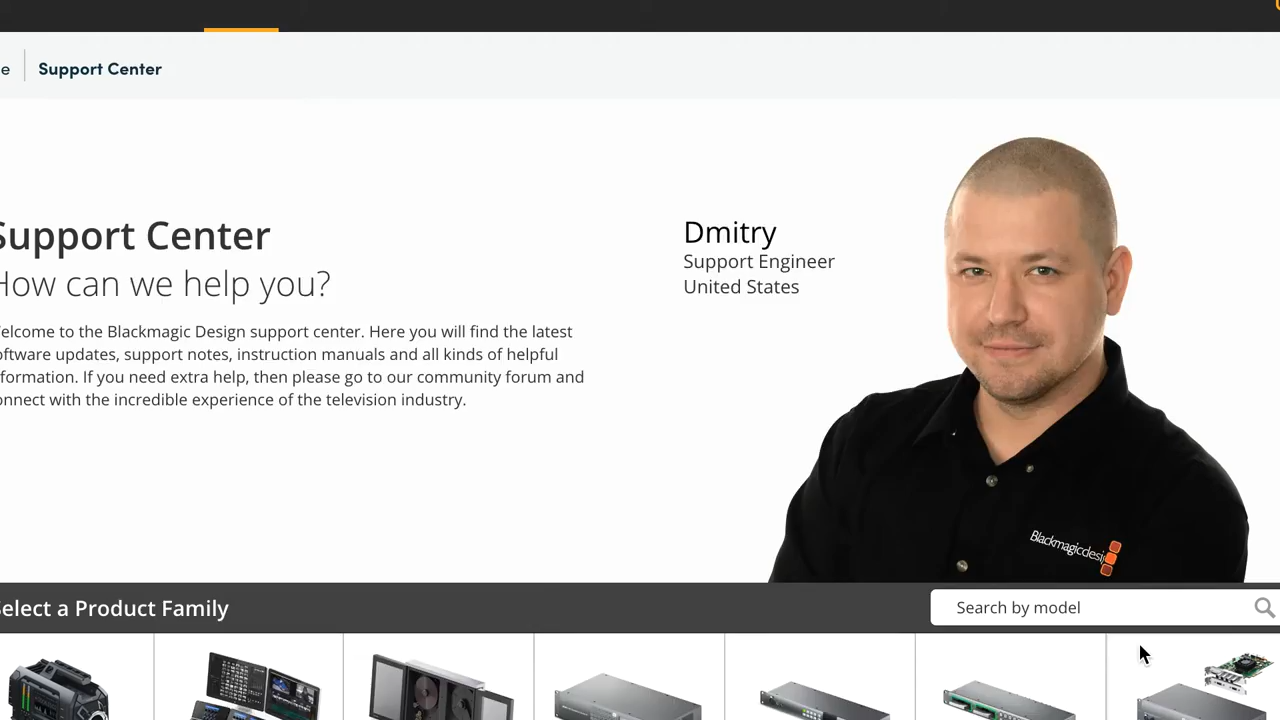 e
Support Center
Support Center
How can we help you?
Dmitry
Support Engineer
United States
elcome to the Blackmagic Design support center. Here you will find the latest
oftware updates, support notes, instruction manuals and all kinds of helpful
formation. If you need extra help, then please go to our community forum and
onnect with the incredible experience of the television industry.
Blackmagicdesign
Select a Product Family
Search by model